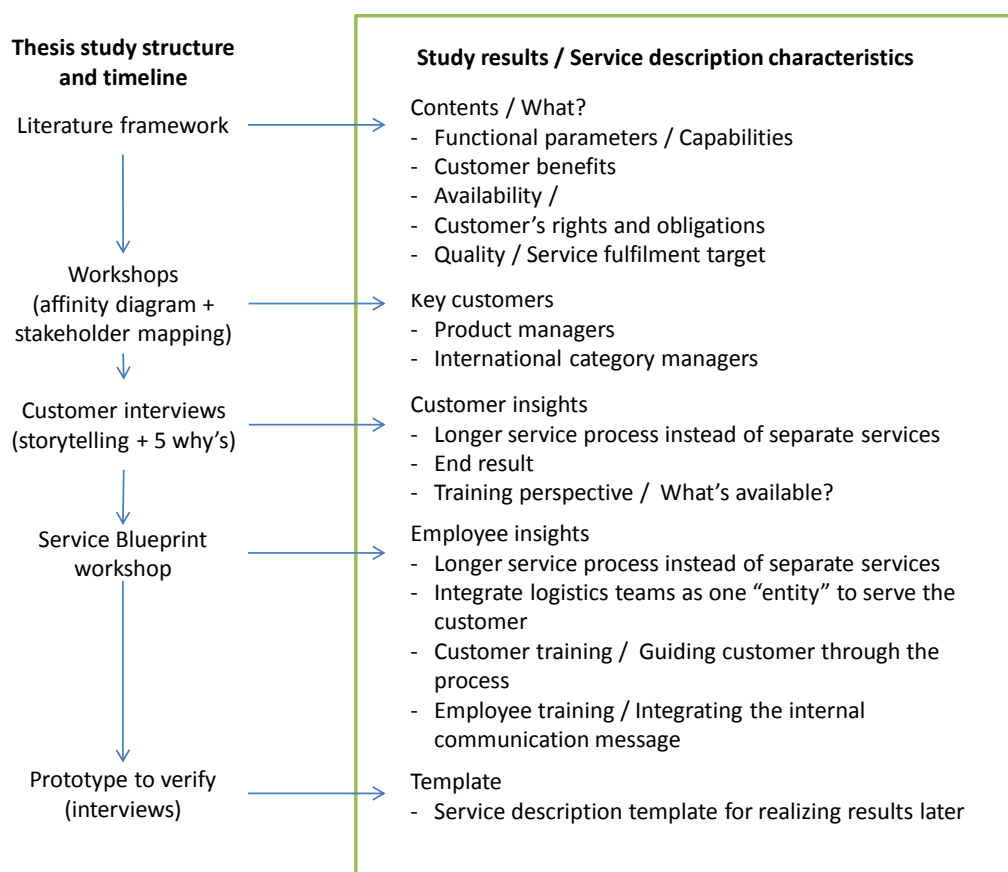 Thesis study structure
and timeline
Literature framework
Workshops
(affinity diagram +
stakeholder mapping)
Customer interviews
(storytelling + 5 why's)
Service Blueprint
workshop
Prototype to verify
(interviews)
Study results / Service description characteristics
Contents / What?
- Functional parameters / Capabilities
- Customer benefits
- Availability /
- Customer's rights and obligations
- Quality / Service fulfilment target
Key customers
- Product managers
- International category managers
Customer insights
- Longer service process instead of separate services
- End result
- Training perspective / What's available?
Employee insights
- Longer service process instead of separate services
- Integrate logistics teams as one “entity” to serve the
customer
- Customer training / Guiding customer through the
process
- Employee training / Integrating the internal
communication message
Template
- Service description template for realizing results later